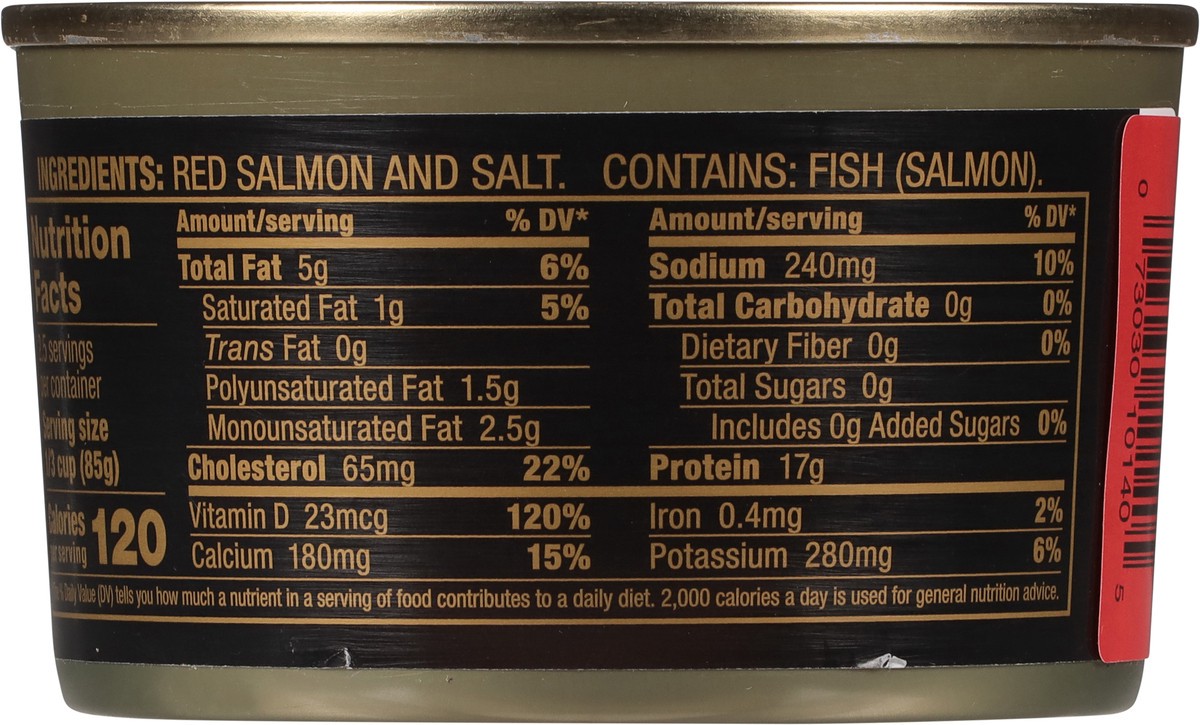 INGREDIENTS: RED SALMON AND SALT. CONTAINS: FISH (SALMON).
Nutrition
Facts
servings
per container
Serving size
1/3 cup (85g)
Calories
per serving
120
Amount/serving % DV*
Total Fat 5g 6%
Saturated Fat 1g 5%
Trans Fat 0g
Polyunsaturated Fat 1.5g
Monounsaturated Fat 2.5g
Cholesterol 65mg 22%
Vitamin D 23mcg 120%
Calcium 180mg 15%
Amount/serving % DV*
Sodium 240mg 10%
Total Carbohydrate 0g 0%
Dietary Fiber 0g 0%
Total Sugars 0g
Includes 0g Added Sugars 0%
Protein 17g
Iron 0.4mg 2%
Potassium 280mg 6%
% Daily Value (DV) tells you how much a nutrient in a serving of food contributes to a daily diet. 2,000 calories a day is used for general nutrition advice.
0 73030 10140 5